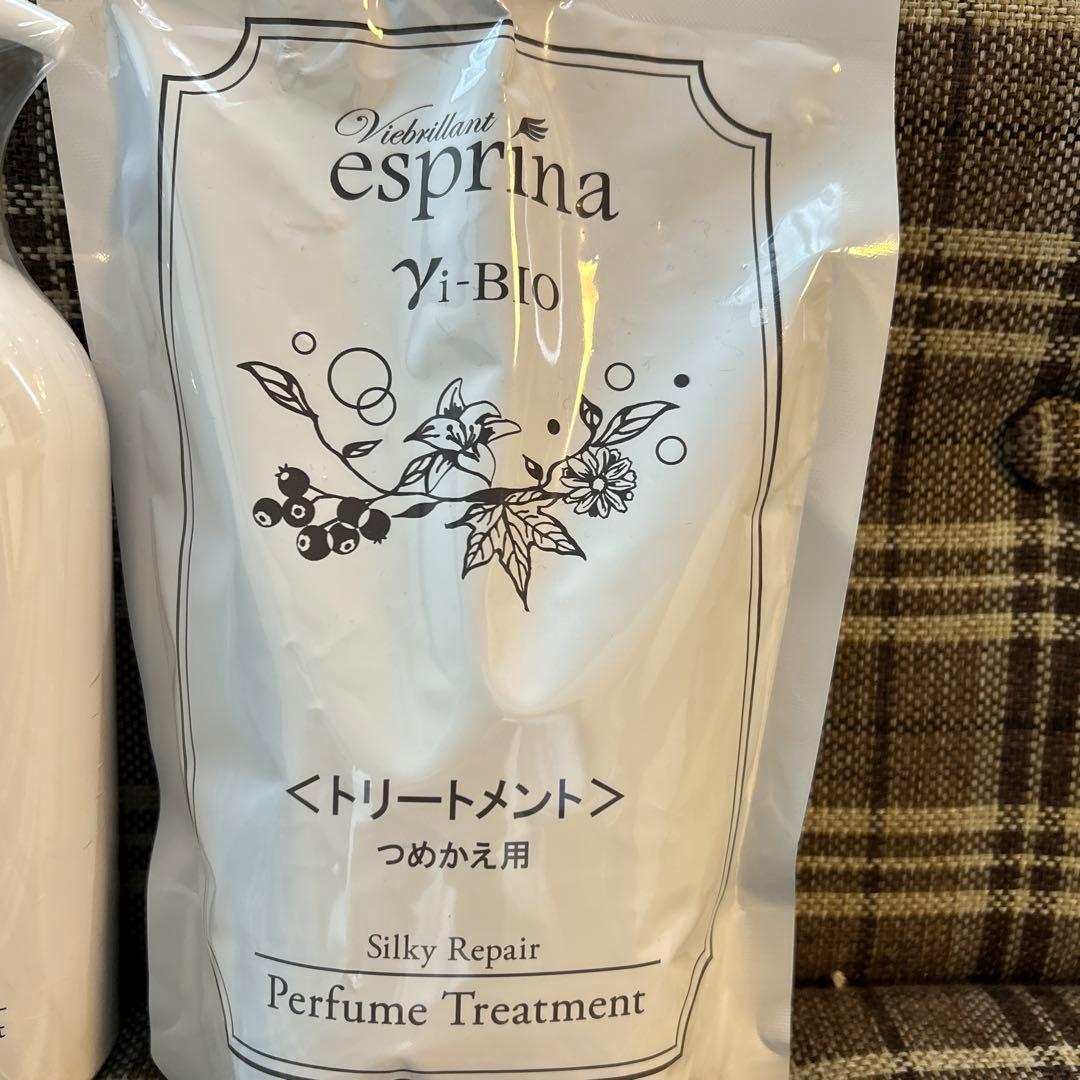 Viebrillant
esprina
γi-BIO
<トリートメント>
つめかえ用
Silky Repair
Perfume Treatment